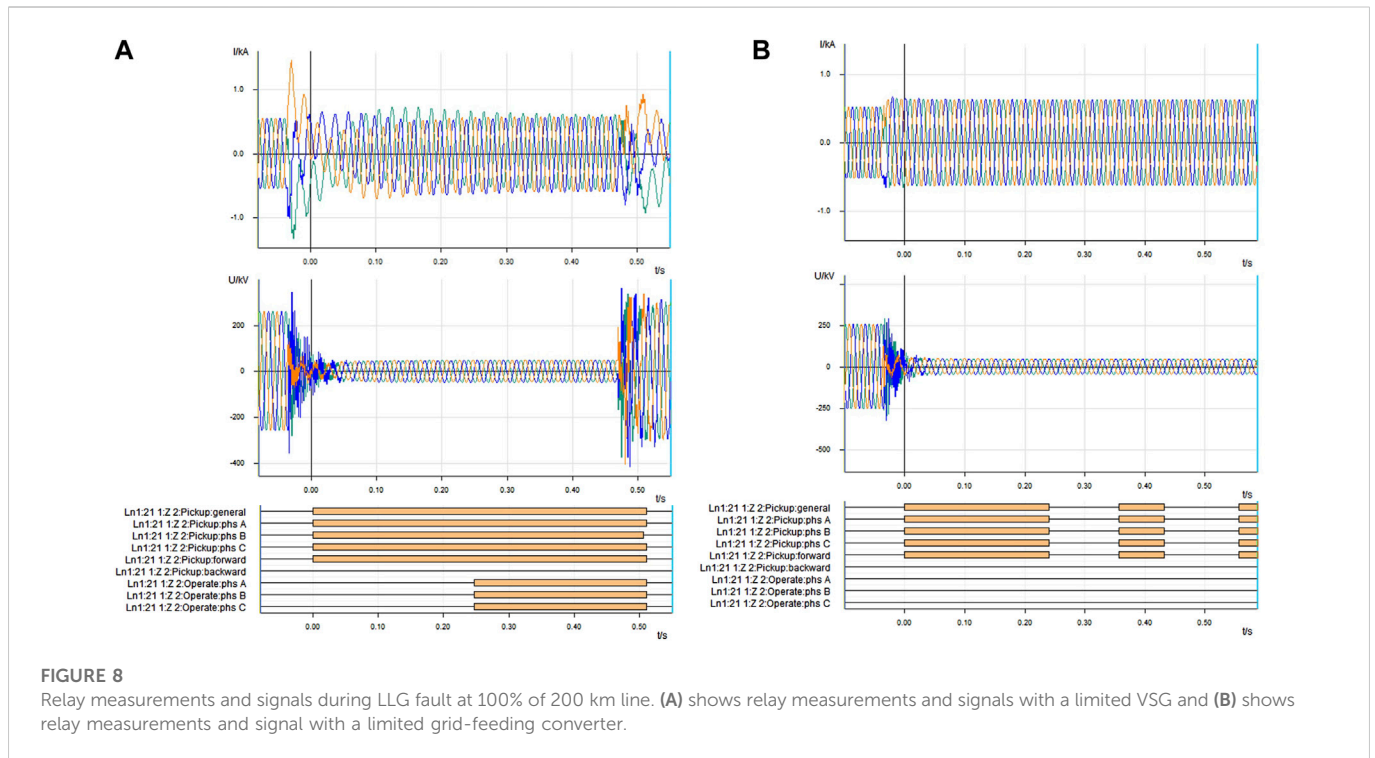 A
I/kA
1.0
0.0
-1.0
0.00 0.10 0.20 0.30 0.40 0.50
t/s
U/kV
200
0
-200
-400
0.00 0.10 0.20 0.30 0.40 0.50
t/s
Ln1:21 1:Z 2:Pickup:general
Ln1:21 1:Z 2:Pickup:phs A
Ln1:21 1:Z 2:Pickup:phs B
Ln1:21 1:Z 2:Pickup:phs C
Ln1:21 1:Z 2:Pickup:forward
Ln1:21 1:Z 2:Pickup:backward
Ln1:21 1:Z 2:Operate:phs A
Ln1:21 1:Z 2:Operate:phs B
Ln1:21 1:Z 2:Operate:phs C
0.00 0.10 0.20 0.30 0.40 0.50
t/s
B
I/kA
1.0
0.0
-1.0
0.00 0.10 0.20 0.30 0.40 0.50
t/s
U/kV
250
0
-250
-500
0.00 0.10 0.20 0.30 0.40 0.50
t/s
Ln1:21 1:Z 2:Pickup:general
Ln1:21 1:Z 2:Pickup:phs A
Ln1:21 1:Z 2:Pickup:phs B
Ln1:21 1:Z 2:Pickup:phs C
Ln1:21 1:Z 2:Pickup:forward
Ln1:21 1:Z 2:Pickup:backward
Ln1:21 1:Z 2:Operate:phs A
Ln1:21 1:Z 2:Operate:phs B
Ln1:21 1:Z 2:Operate:phs C
0.00 0.10 0.20 0.30 0.40 0.50
t/s
FIGURE 8
Relay measurements and signals during LLG fault at 100% of 200 km line. (A) shows relay measurements and signals with a limited VSG and (B) shows
relay measurements and signal with a limited grid-feeding converter.